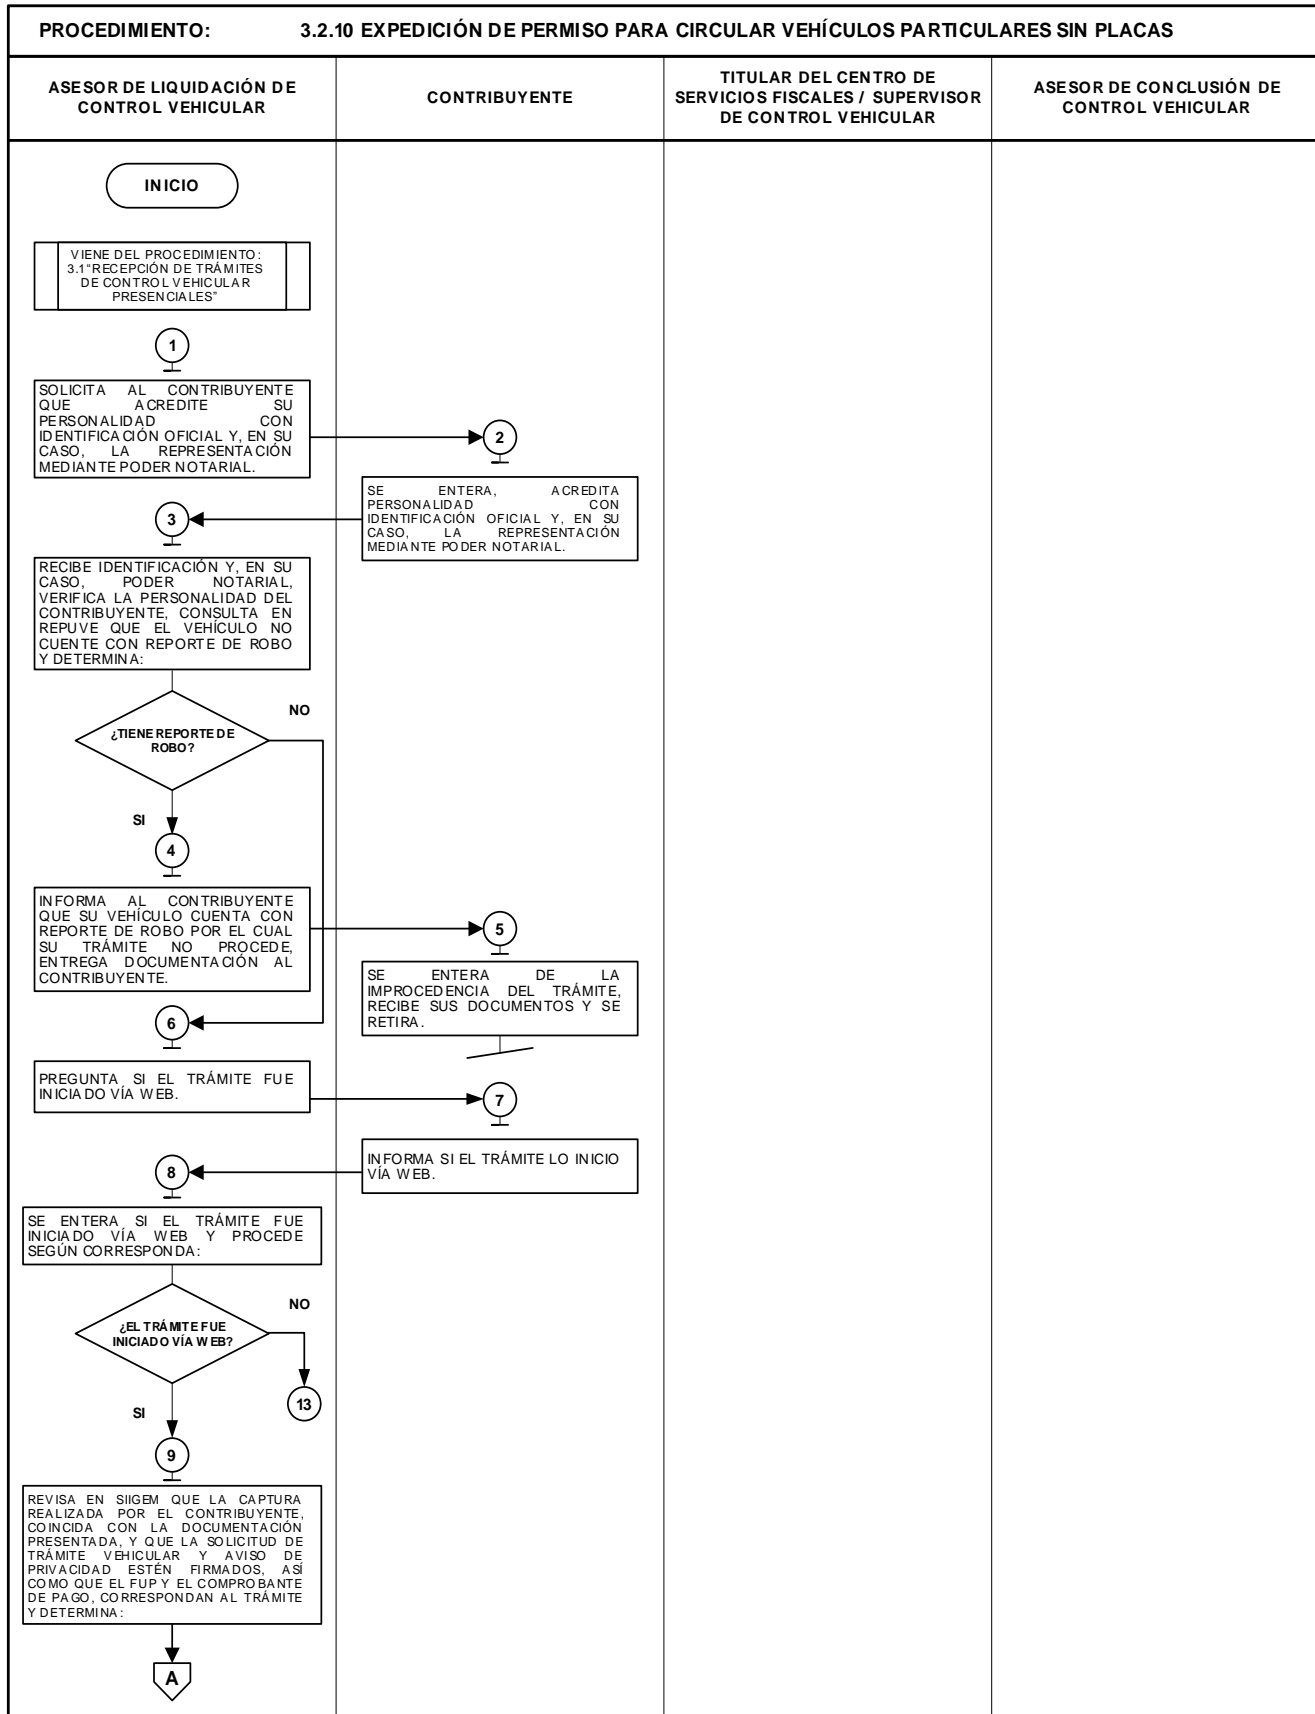 PROCEDIMIENTO: 3.2.10 EXPEDICIÓN DE PERMISO PARA CIRCULAR VEHÍCULOS PARTICULARES SIN PLACAS
ASESOR DE LIQUIDACIÓN DE
CONTROL VEHICULAR
CONTRIBUYENTE
TITULAR DEL CENTRO DE
SERVICIOS FISCALES / SUPERVISOR
DE CONTROL VEHICULAR
ASESOR DE CONCLUSIÓN DE
CONTROL VEHICULAR
INICIO
VIENE DEL PROCEDIMIENTO:
3.1“RECEPCIÓN DE TRÁMITES
DE CONTROL VEHICULAR
PRESENCIALES”
1
SOLICITA AL CONTRIBUYENTE
QUE ACREDITE SU
PERSONALIDAD CON
IDENTIFICACIÓN OFICIAL Y, EN SU
CASO, LA REPRESENTACIÓN
MEDIANTE PODER NOTARIAL.
2
SE ENTERA, ACREDITA
PERSONALIDAD CON
IDENTIFICACIÓN OFICIAL Y, EN SU
CASO, LA REPRESENTACIÓN
MEDIANTE PODER NOTARIAL.
3
RECIBE IDENTIFICACIÓN Y, EN SU
CASO, PODER NOTARIAL,
VERIFICA LA PERSONALIDAD DEL
CONTRIBUYENTE, CONSULTA EN
REPUVE QUE EL VEHÍCULO NO
CUENTE CON REPORTE DE ROBO
Y DETERMINA:
NO
¿TIENE REPORTE DE
ROBO?
SI
4
INFORMA AL CONTRIBUYENTE
QUE SU VEHÍCULO CUENTA CON
REPORTE DE ROBO POR EL CUAL
SU TRÁMITE NO PROCEDE,
ENTREGA DOCUMENTACIÓN AL
CONTRIBUYENTE.
5
SE ENTERA DE LA
IMPROCEDENCIA DEL TRÁMITE,
RECIBE SUS DOCUMENTOS Y SE
RETIRA.
6
PREGUNTA SI EL TRÁMITE FUE
INICIADO VÍA WEB.
7
INFORMA SI EL TRÁMITE LO INICIO
VÍA WEB.
8
SE ENTERA SI EL TRÁMITE FUE
INICIADO VÍA WEB Y PROCEDE
SEGÚN CORRESPONDA:
NO
¿EL TRÁMITE FUE
INICIADO VÍA WEB?
13
SI
9
REVISA EN SIIGEM QUE LA CAPTURA
REALIZADA POR EL CONTRIBUYENTE,
COINCIDA CON LA DOCUMENTACIÓN
PRESENTADA, Y QUE LA SOLICITUD DE
TRÁMITE VEHICULAR Y AVISO DE
PRIVACIDAD ESTÉN FIRMADOS, ASÍ
COMO QUE EL FUP Y EL COMPROBANTE
DE PAGO, CORRESPONDAN AL TRÁMITE
Y DETERMINA:
A